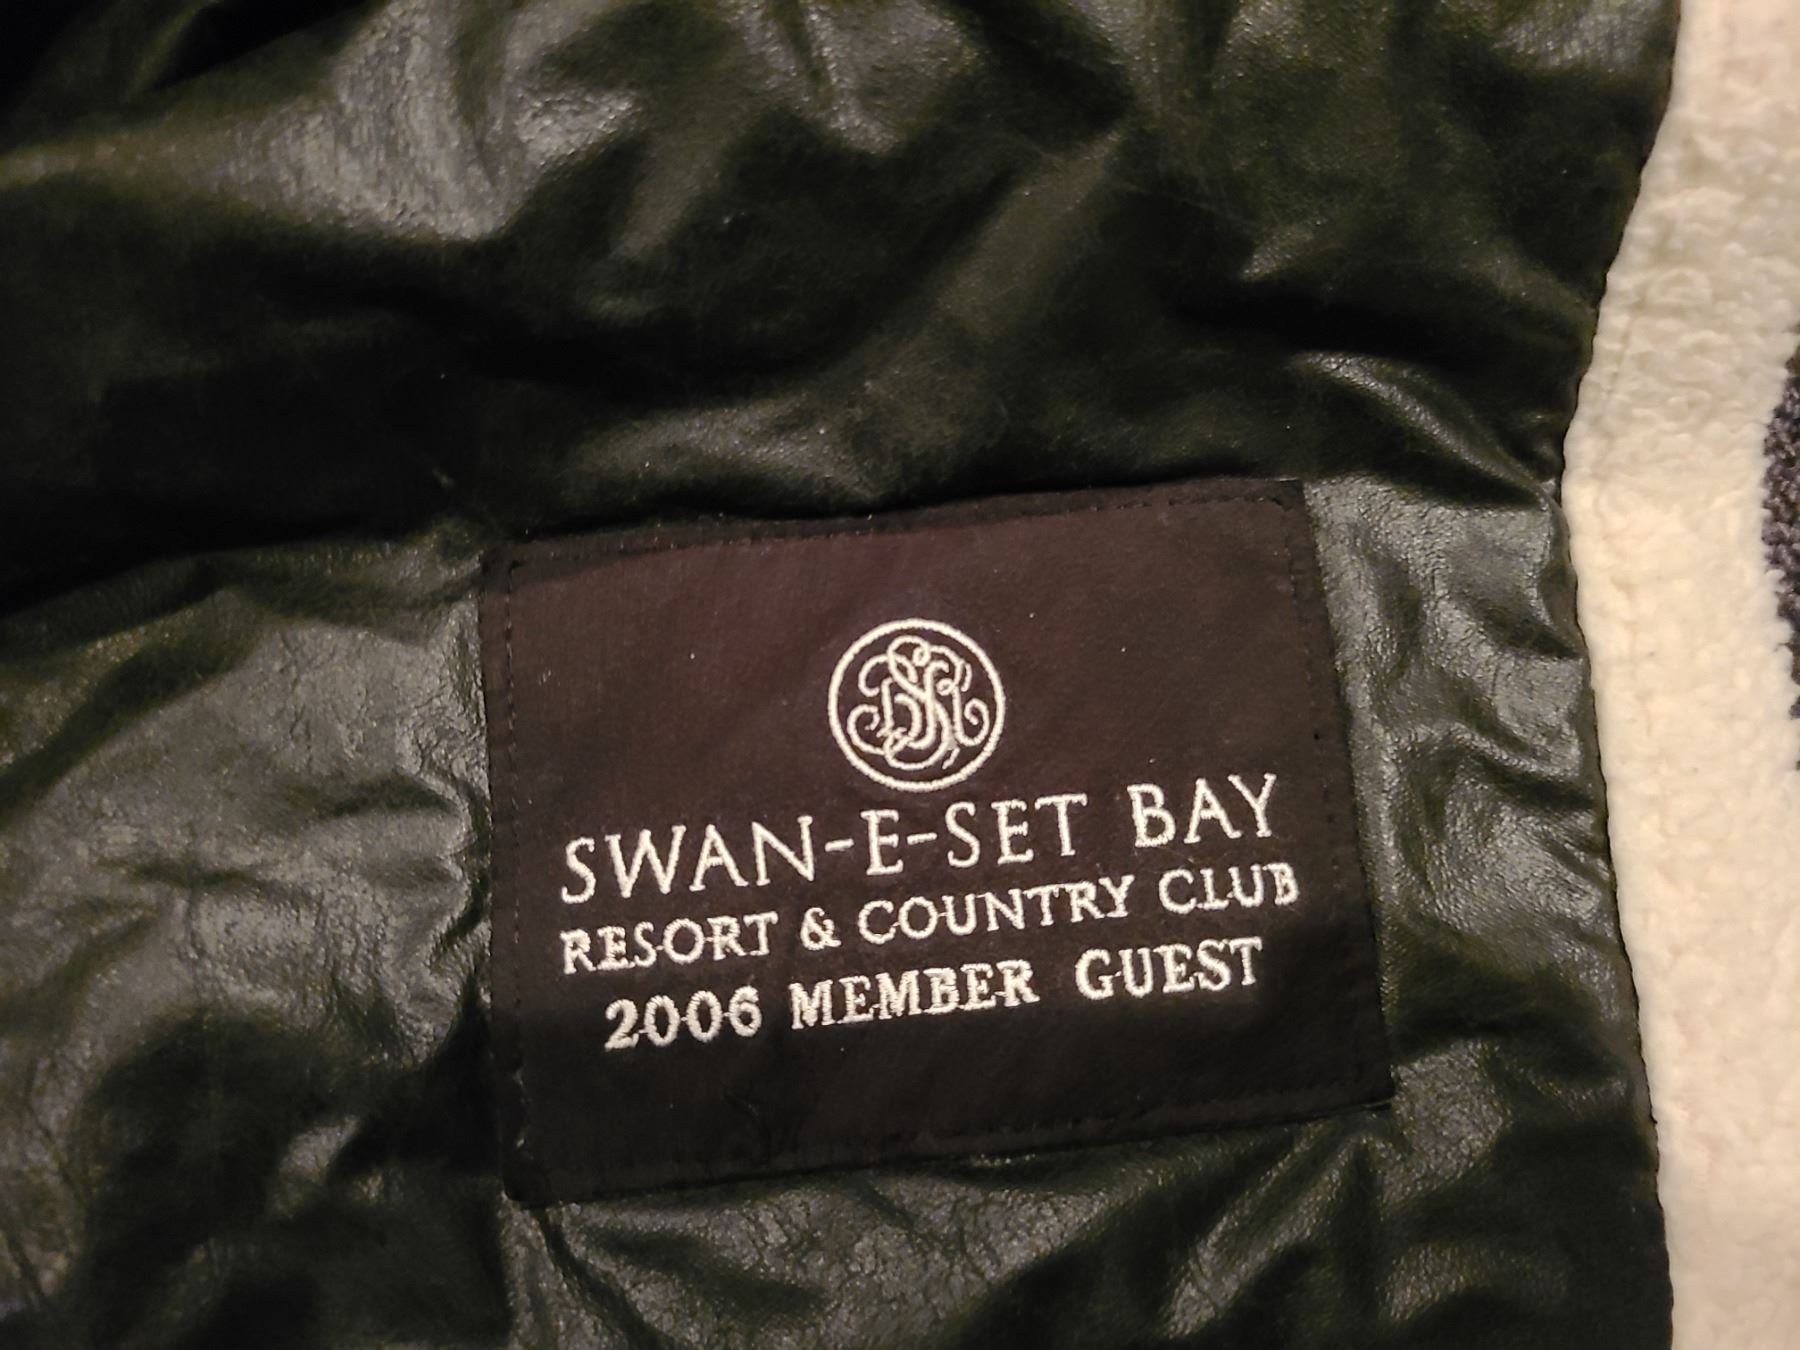 SWAN-E-SET BAY
RESORT & COUNTRY CLUB
2006 MEMBER GUEST